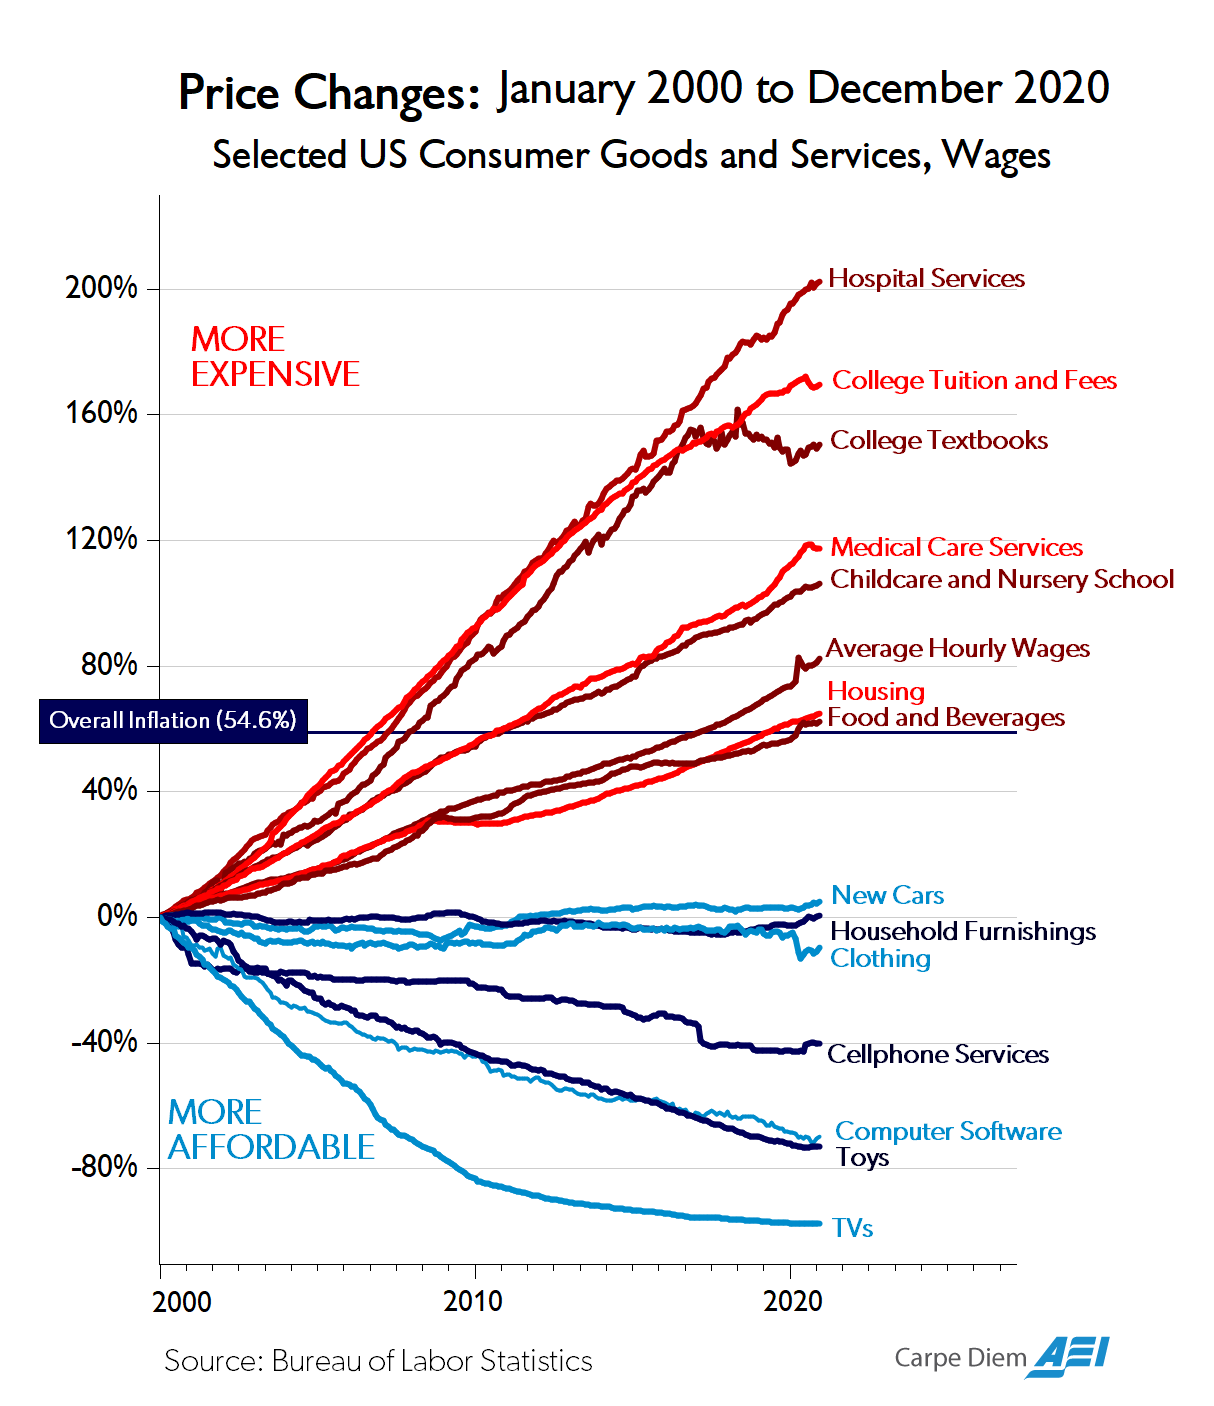 Price Changes: January 2000 to December 2020
Selected US Consumer Goods and Services, Wages
200%
160%
120%
80%
40%
0%
-40%
-80%
MORE
EXPENSIVE
Overall Inflation (54.6%)
MORE
AFFORDABLE
Hospital Services
College Tuition and Fees
College Textbooks
Medical Care Services
Childcare and Nursery School
Average Hourly Wages
Housing
Food and Beverages
New Cars
Household Furnishings
Clothing
Cellphone Services
Computer Software
Toys
TVs
2000
2010
2020
Source: Bureau of Labor Statistics
Carpe Diem AEI